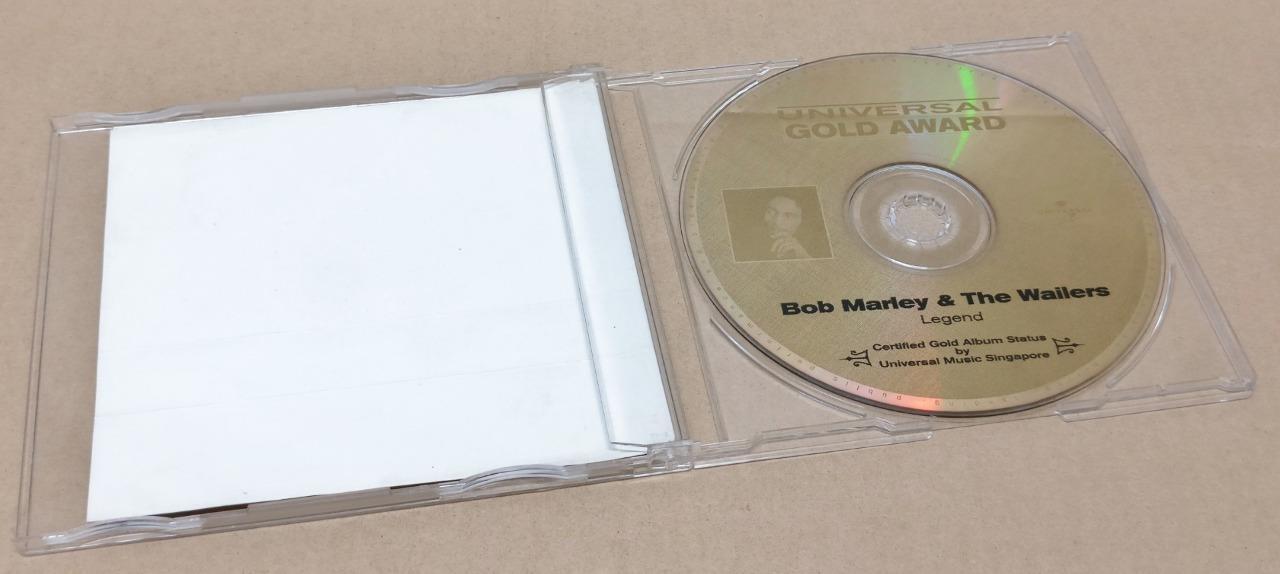 UNIVERSAL
GOLD AWARD
Bob Marley & The Wailers
Legend
Certified Gold Album Status
by
Universal Music Singapore